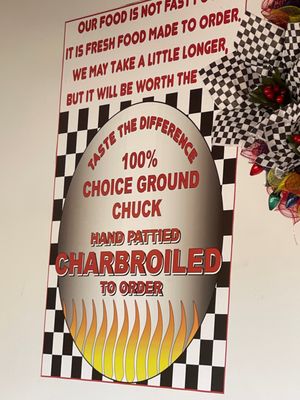 OUR FOOD IS NOT FAST
IT IS FRESH FOOD MADE TO ORDER.
WE MAY TAKE A LITTLE LONGER,
BUT IT WILL BE WORTH THE
TASTE THE DIFFERENCE
100%
CHOICE GROUND
CHUCK
HAND PATTIED
CHARBROILED
TO ORDER